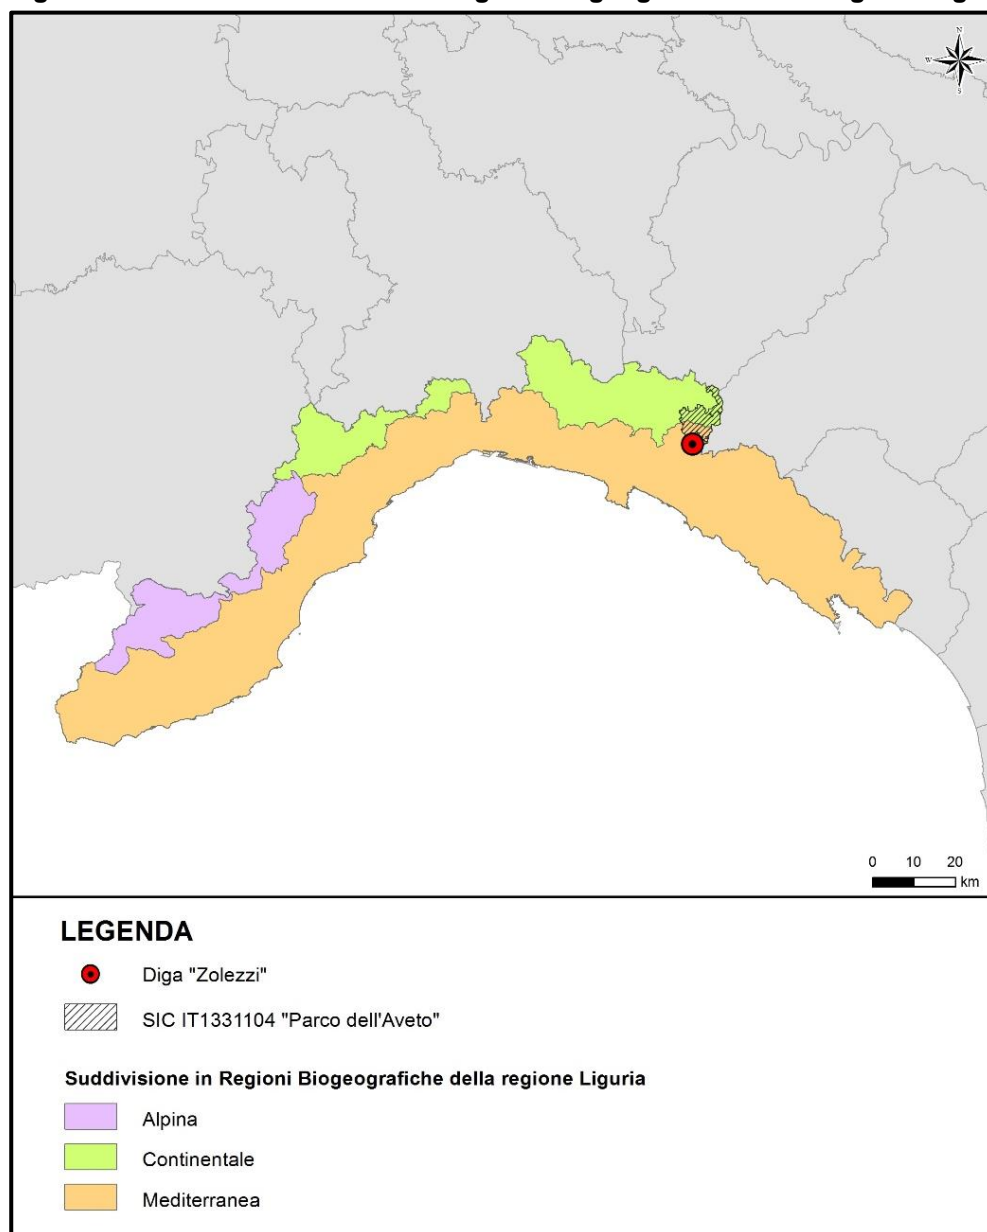 N
W E
S
0 10 20
km
LEGENDA
Diga "Zolezzi"
SIC IT1331104 "Parco dell'Aveto"
Suddivisione in Regioni Biogeografiche della regione Liguria
Alpina
Continentale
Mediterranea